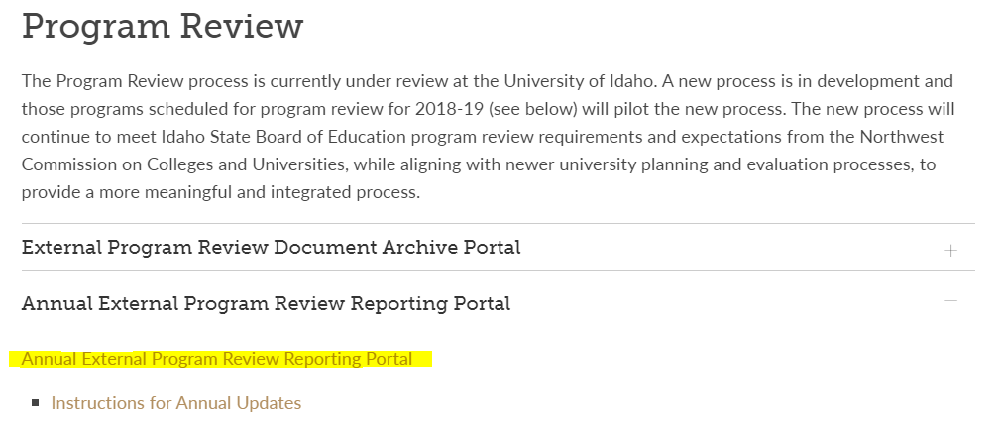 Program Review
The Program Review process is currently under review at the University of Idaho. A new process is in development and
those programs scheduled for program review for 2018-19 (see below) will pilot the new process. The new process will
continue to meet Idaho State Board of Education program review requirements and expectations from the Northwest
Commission on Colleges and Universities, while aligning with newer university planning and evaluation processes, to
provide a more meaningful and integrated process.
External Program Review Document Archive Portal
Annual External Program Review Reporting Portal
Annual External Program Review Reporting Portal
Instructions for Annual Updates